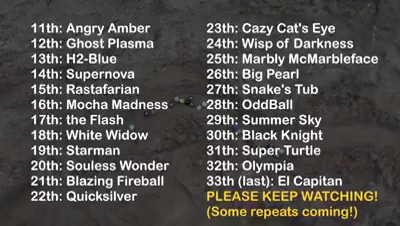 11th: Angry Amber
12th: Ghost Plasma
13th: H2-Blue
14th: Supernova
15th: Rastafarian
16th: Mocha Madness
17th: the Flash
18th: White Widow
19th: Starman
20th: Souless Wonder
21th: Blazing Fireball
22th: Quicksilver
23th: Cazy Cat's Eye
24th: Wisp of Darkness
25th: Marbly McMarbleface
26th: Big Pearl
27th: Snake's Tub
28th: OddBall
29th: Summer Sky
30th: Black Knight
31th: Super Turtle
32th: Olympia
33th (last): El Capitan
PLEASE KEEP WATCHING!
(Some repeats coming!)